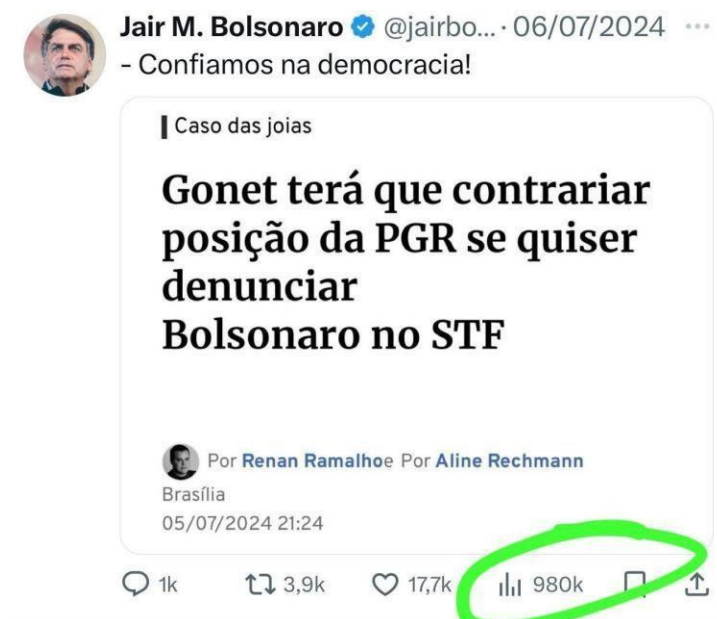 Jair M. Bolsonaro @jairbo... · 06/07/2024
- Confiamos na democracia!
Caso das joias
Gonet terá que contrariar
posição da PGR se quiser
denunciar
Bolsonaro no STF
Por Renan Ramalhoe Por Aline Rechmann
Brasília
05/07/2024 21:24
1k 3,9k 17,7k 980k